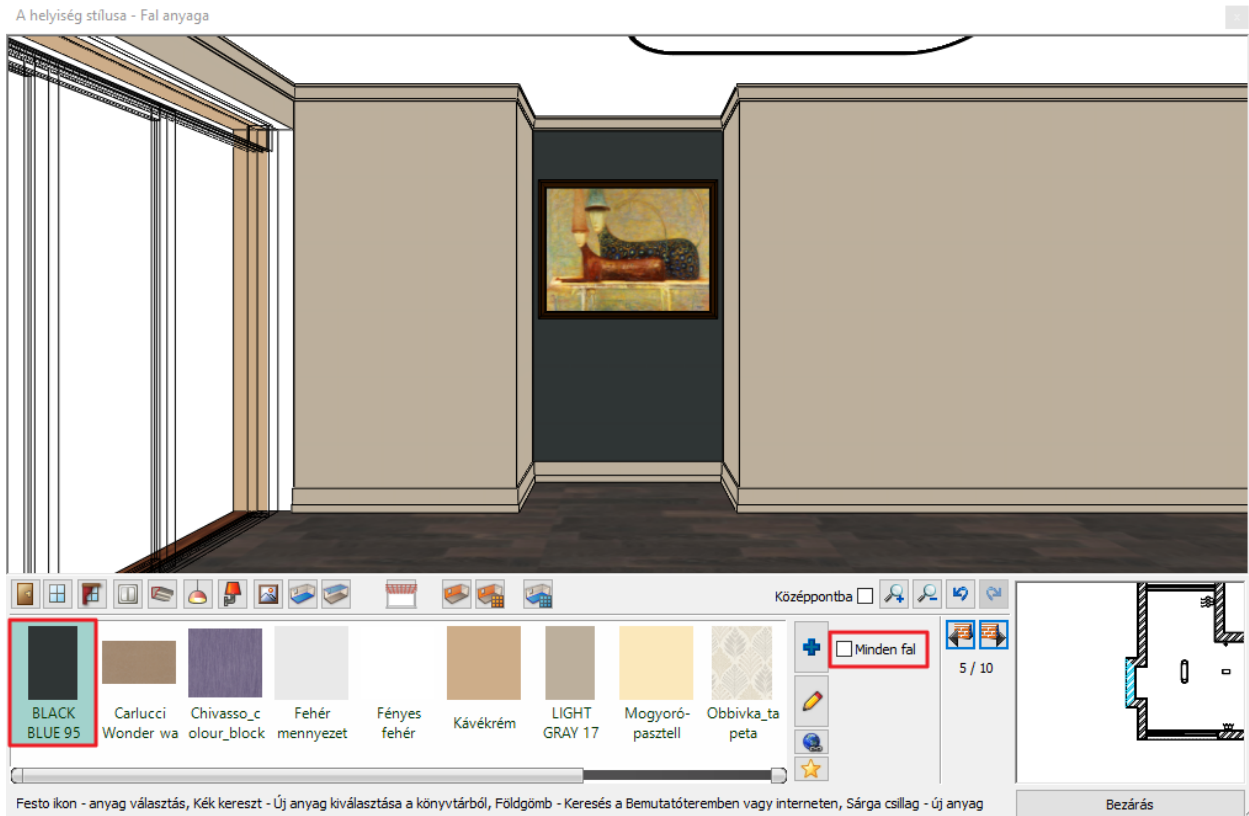 A helyiség stílusa - Fal anyaga
x
Középpontba
BLACK
BLUE 95
Carlucci
Wonder wa
Chivasso_c
olour_block
Fehér
mennyezet
Fényes
fehér
Kávékrém
LIGHT
GRAY 17
Mogyoró-
pasztell
Obbivka_ta
peta
Minden fal
5 / 10
Festo ikon - anyag választás, Kék kereszt - Új anyag kiválasztása a könyvtárból, Földgömb - Keresés a Bemutatóteremben vagy interneten, Sárga csillag - új anyag
Bezárás